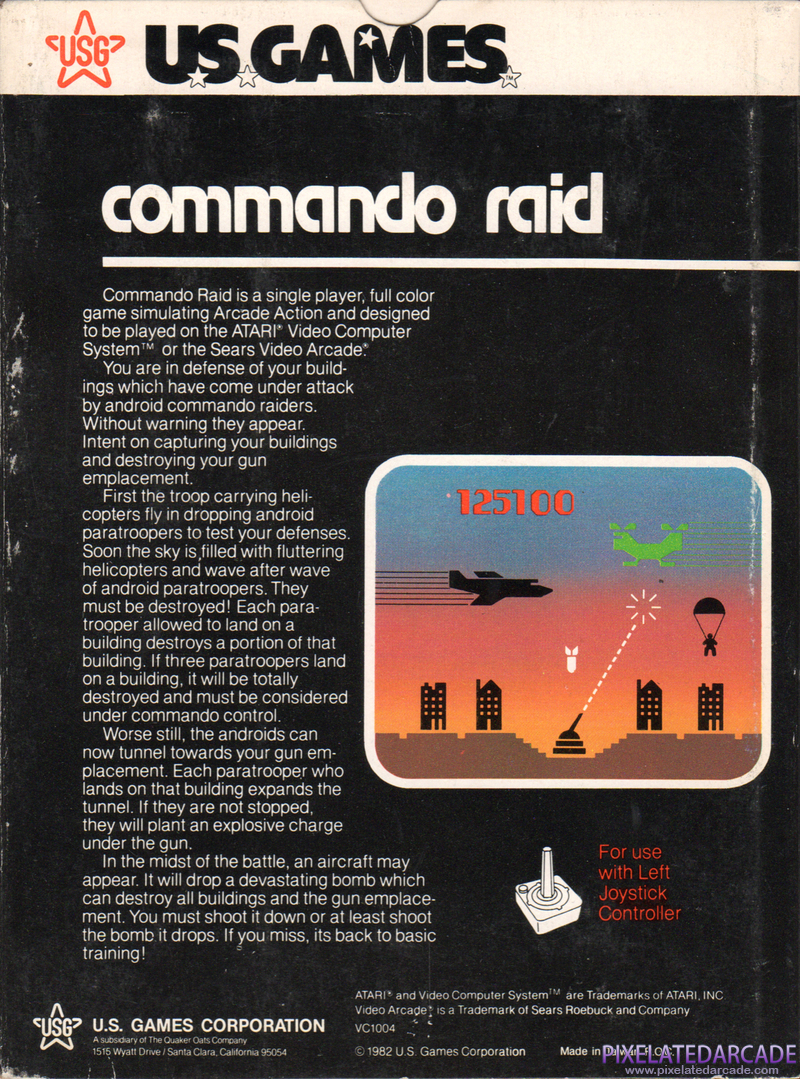 USG
U.S. GAMES™
commando raid
Commando Raid is a single player, full color
game simulating Arcade Action and designed
to be played on the ATARI® Video Computer
System™ or the Sears Video Arcade®.
You are in defense of your build-
ings which have come under attack
by android commando raiders.
Without warning they appear.
Intent on capturing your buildings
and destroying your gun
emplacement.
First the troop carrying heli-
copters fly in dropping android
paratroopers to test your defenses.
Soon the sky is filled with fluttering
helicopters and wave after wave
of android paratroopers. They
must be destroyed! Each para-
trooper allowed to land on a
building destroys a portion of that
building. If three paratroopers land
on a building, it will be totally
destroyed and must be considered
under commando control.
Worse still, the androids can
now tunnel towards your gun em-
placement. Each paratrooper who
lands on that building expands the
tunnel. If they are not stopped,
they will plant an explosive charge
under the gun.
In the midst of the battle, an aircraft may
appear. It will drop a devastating bomb which
can destroy all buildings and the gun emplace-
ment. You must shoot it down or at least shoot
the bomb it drops. If you miss, its back to basic
training!
125100
For use
with Left
Joystick
Controller
ATARI® and Video Computer System™ are Trademarks of ATARI, INC
Video Arcade® is a Trademark of Sears Roebuck and Company
VC1004
© 1982 U.S. Games Corporation Made in Taiwan R.O.C.
USG
U.S. GAMES CORPORATION
A subsidiary of The Quaker Oats Company
1515 Wyatt Drive / Santa Clara, California 95054
PIXELATEDARCADE
www.pixelatedarcade.com